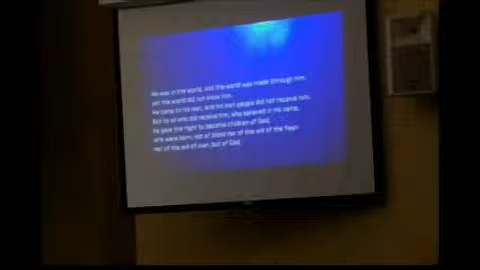 He was in the world, and the world was made through him,
yet the world did not know him.
He came to his own, and his own people did not receive him.
But to all who did receive him, who believed in his name,
he gave the right to become children of God,
who were born, not of blood nor of the will of the flesh
nor of the will of man, but of God.